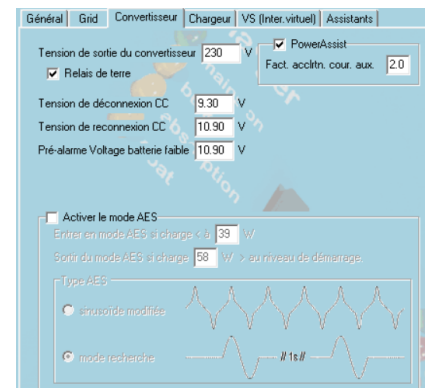 Général Grid Convertisseur Chargeur VS (Inter.virtuel) Assistants
Tension de sortie du convertisseur 230 V
PowerAssist
Relais de terre
Fact. acclrtn. cour. aux. 2.0
Tension de déconnexion CC 9.30 V
Tension de reconnexion CC 10.90 V
Pré-alarme Voltage batterie faible 10.90 V
Activer le mode AES
Entrer en mode AES si charge < à 39 W
Sortir du mode AES si charge 58 W > au niveau de démarrage.
Type AES
sinusoïde modifiée
mode recherche
// 1s //